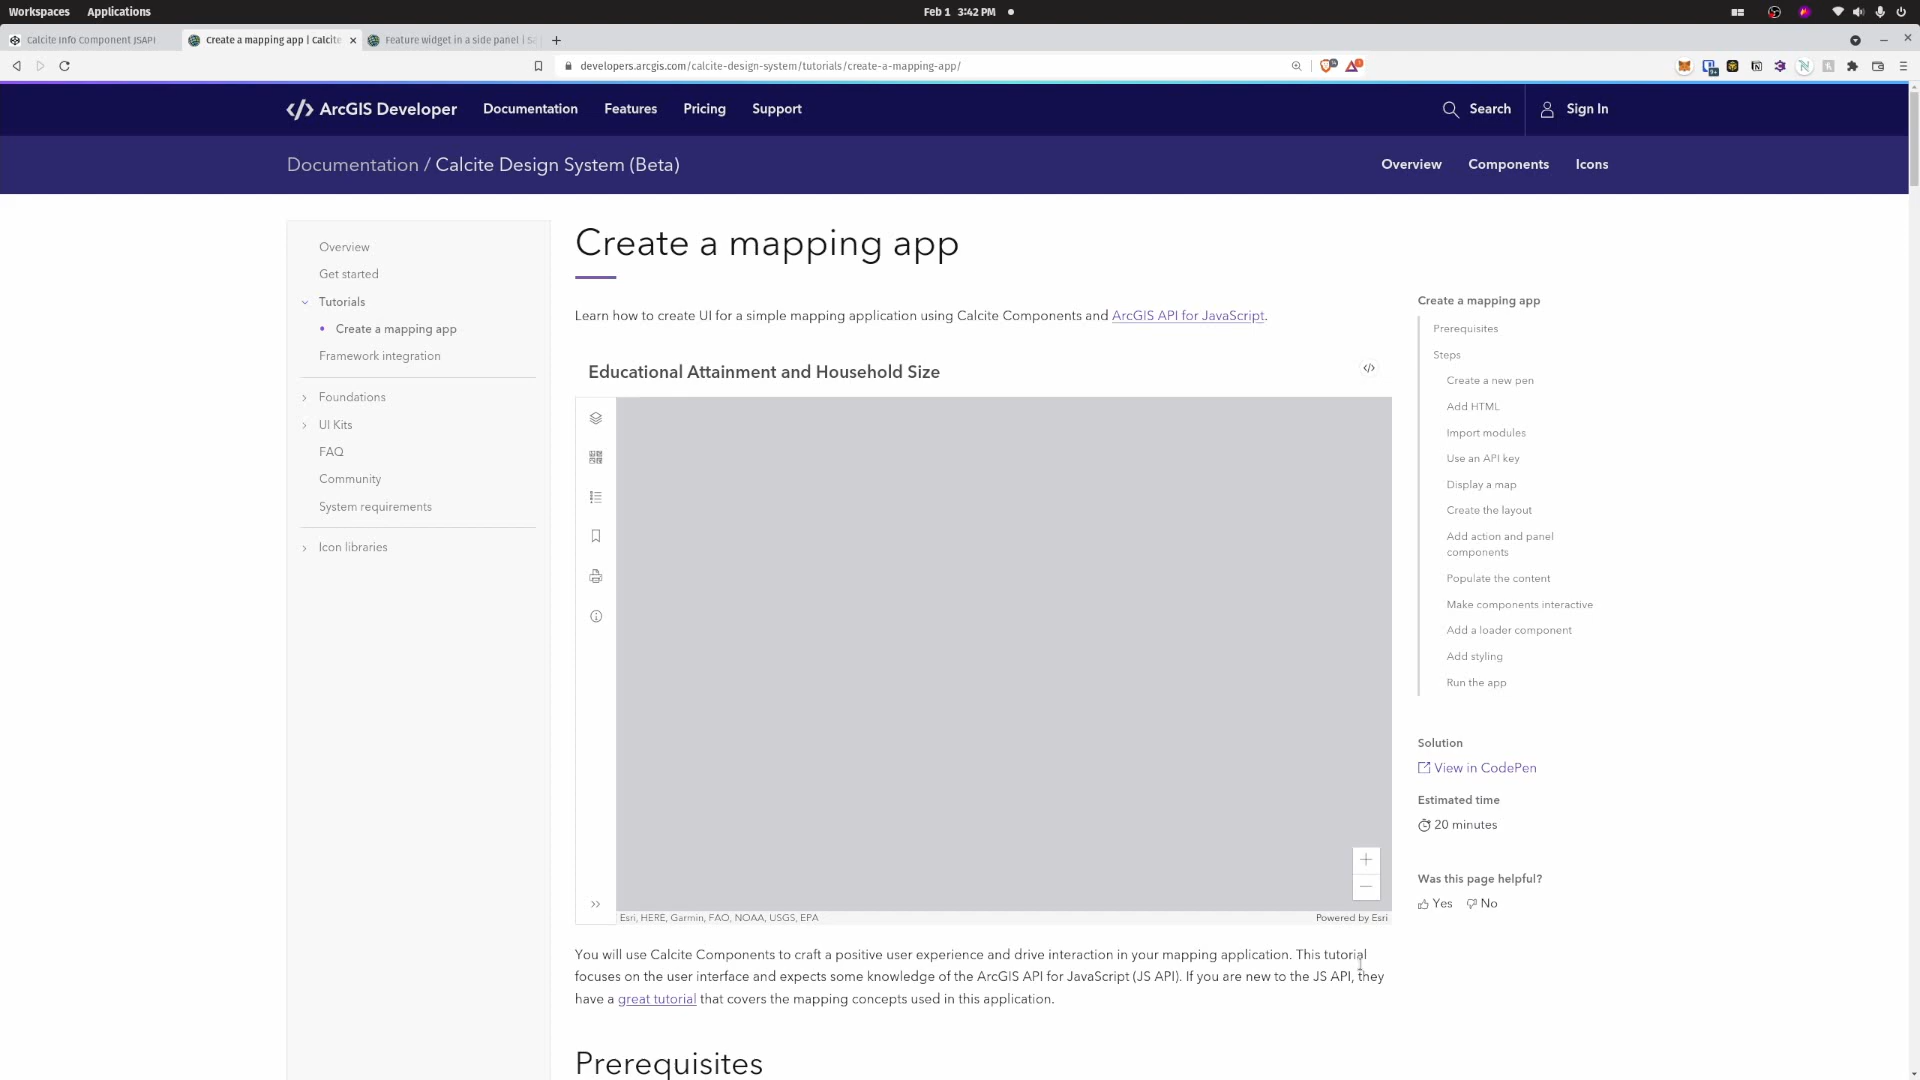 Workspaces Applications Feb 1 3:42 PM
Calcite Info Component JSAPI Create a mapping app | Calcite Feature widget in a side panel | Sa
developers.arcgis.com/calcite-design-system/tutorials/create-a-mapping-app/
ArcGIS Developer Documentation Features Pricing Support Search Sign In
Documentation / Calcite Design System (Beta) Overview Components Icons
Overview
Get started
Tutorials
Create a mapping app
Framework integration
Foundations
UI Kits
FAQ
Community
System requirements
Icon libraries
Create a mapping app
Learn how to create UI for a simple mapping application using Calcite Components and ArcGIS API for JavaScript.
Educational Attainment and Household Size
Esri, HERE, Garmin, FAO, NOAA, USGS, EPA Powered by Esri
You will use Calcite Components to craft a positive user experience and drive interaction in your mapping application. This tutorial
focuses on the user interface and expects some knowledge of the ArcGIS API for JavaScript (JS API). If you are new to the JS API, they
have a great tutorial that covers the mapping concepts used in this application.
Prerequisites
Create a mapping app
Prerequisites
Steps
Create a new pen
Add HTML
Import modules
Use an API key
Display a map
Create the layout
Add action and panel
components
Populate the content
Make components interactive
Add a loader component
Add styling
Run the app
Solution
View in CodePen
Estimated time
20 minutes
Was this page helpful?
Yes No